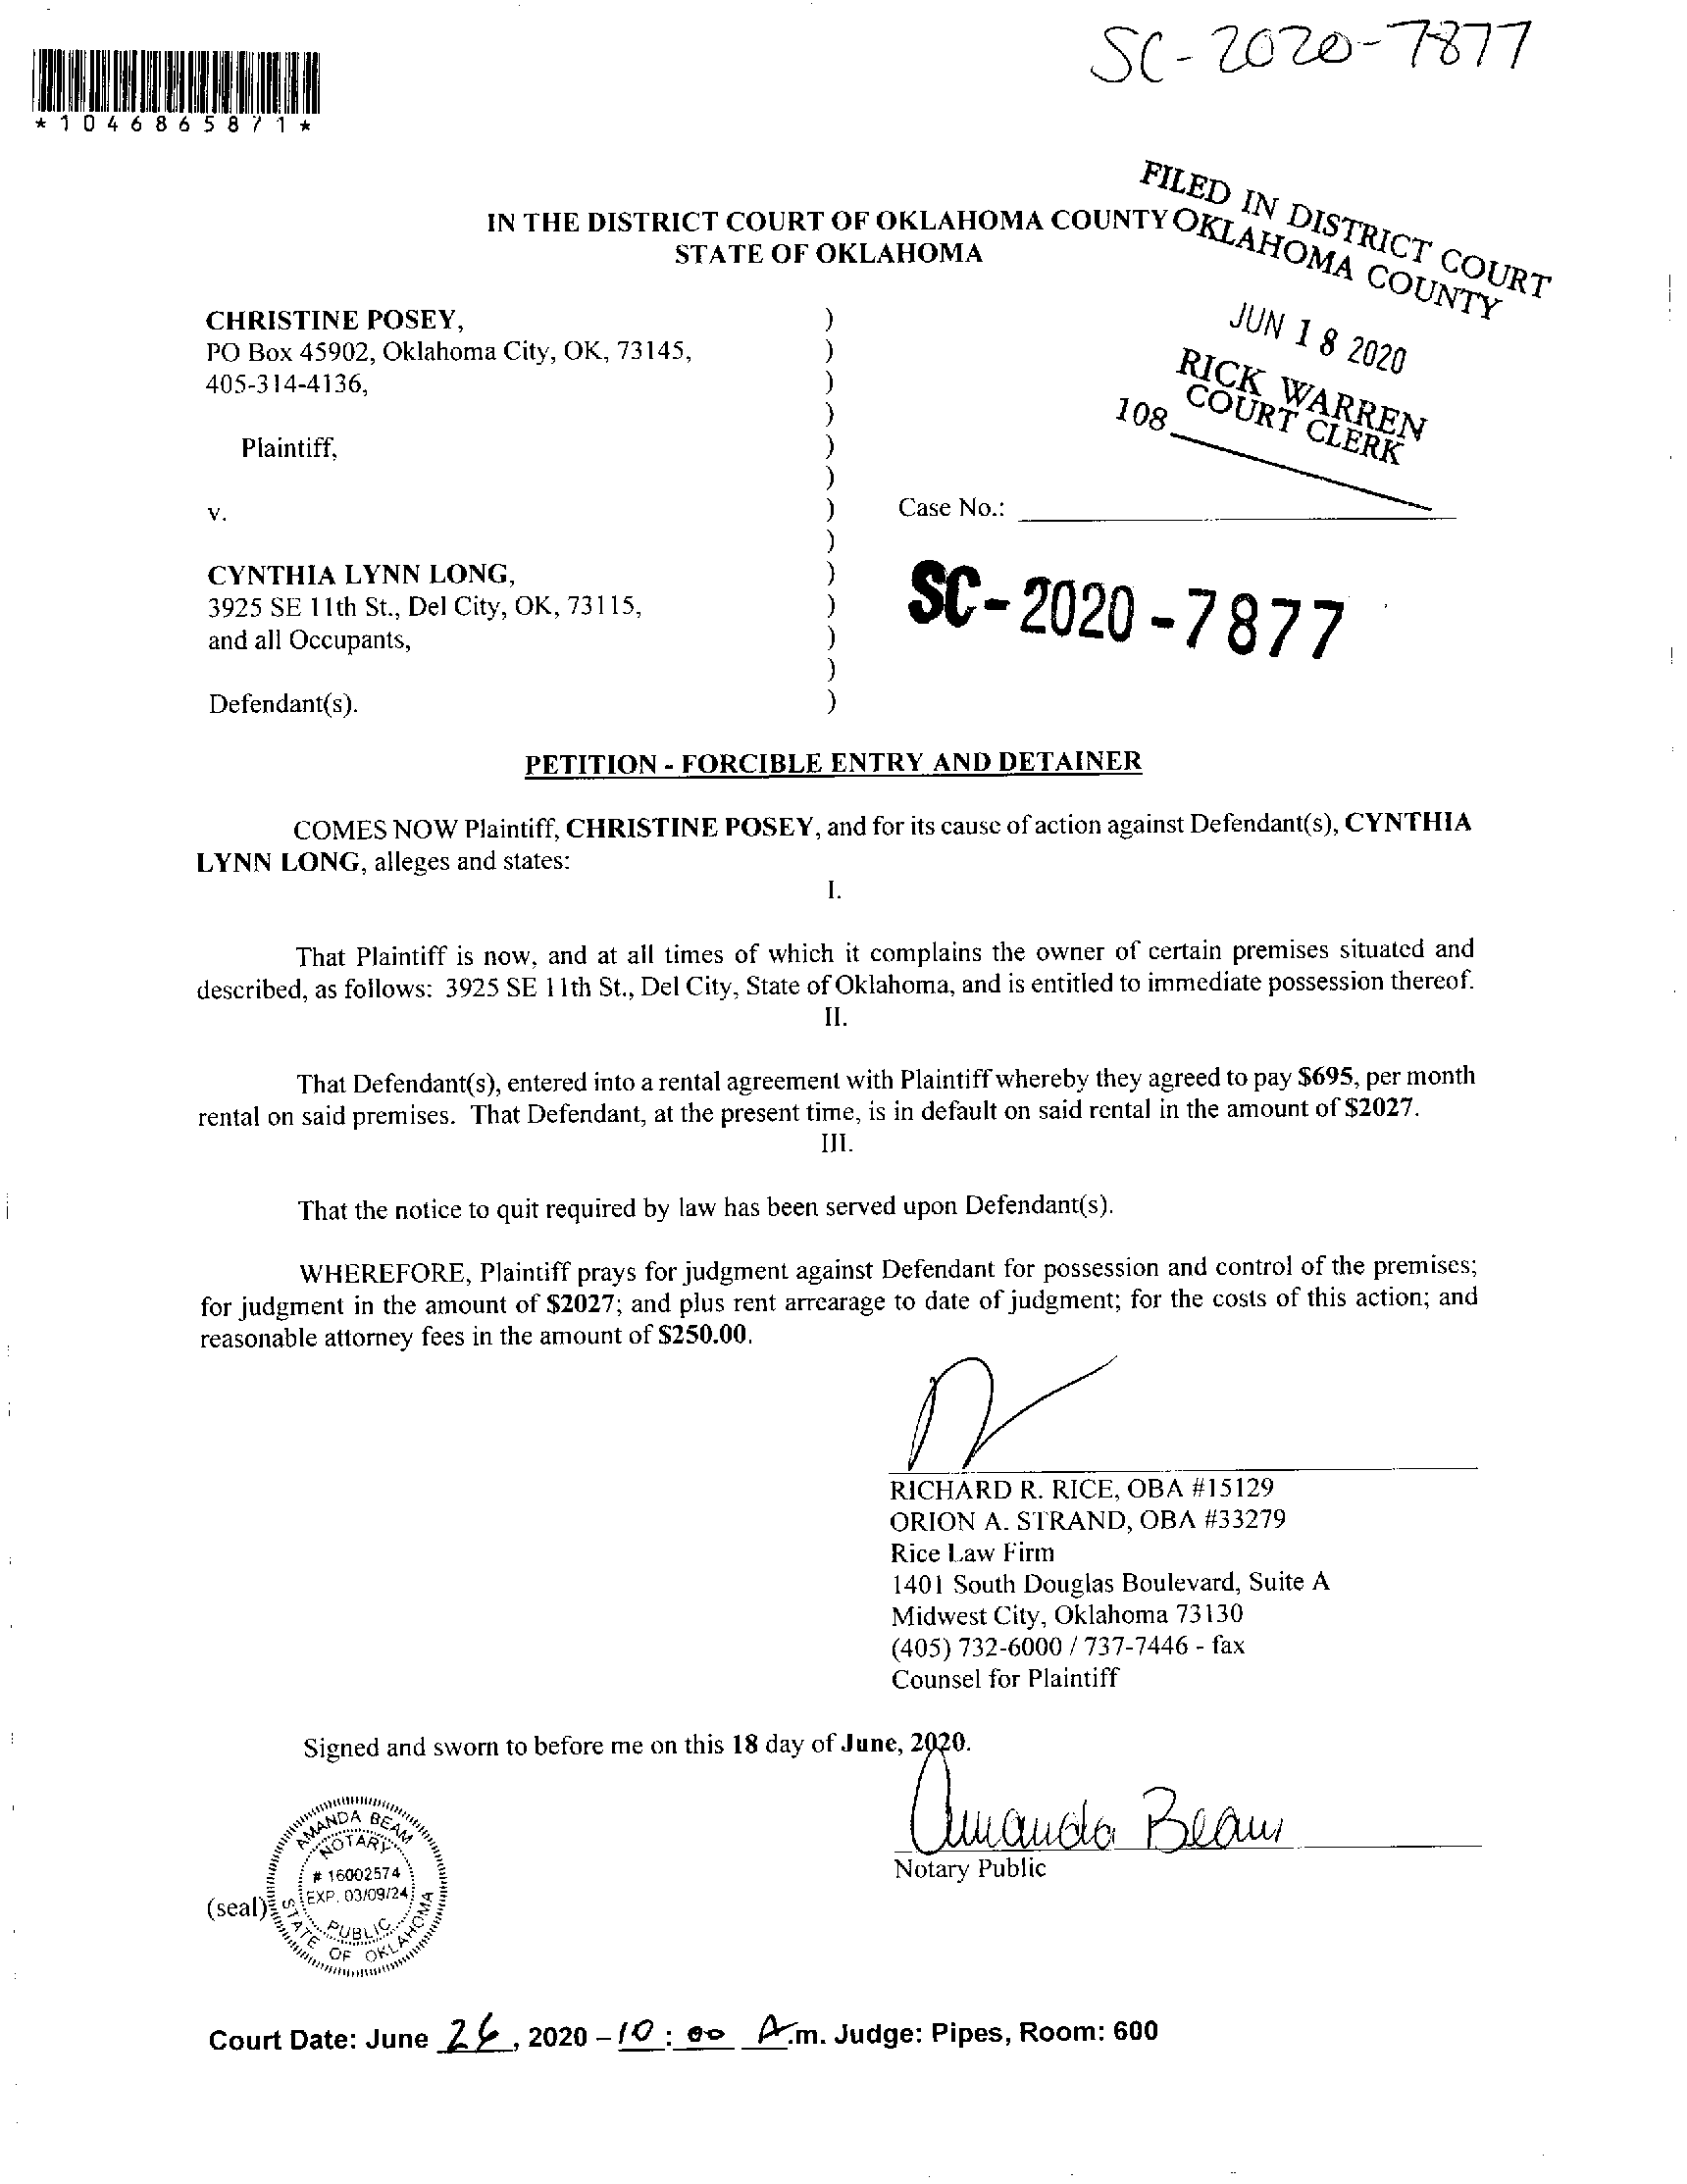 SC-2020-7877
*1046865871*
FILED IN DISTRICT COURT
OKLAHOMA COUNTY
JUN 18 2020
RICK WARREN
COURT CLERK
108
IN THE DISTRICT COURT OF OKLAHOMA COUNTY
STATE OF OKLAHOMA
CHRISTINE POSEY, )
PO Box 45902, Oklahoma City, OK, 73145, )
405-314-4136, )
)
Plaintiff, )
)
v. ) Case No.:
)
CYNTHIA LYNN LONG, )
3925 SE 11th St., Del City, OK, 73115, )
and all Occupants, )
)
Defendant(s). )
SC-2020-7877
PETITION - FORCIBLE ENTRY AND DETAINER
COMES NOW Plaintiff, CHRISTINE POSEY, and for its cause of action against Defendant(s), CYNTHIA
LYNN LONG, alleges and states:
I.
That Plaintiff is now, and at all times of which it complains the owner of certain premises situated and
described, as follows: 3925 SE 11th St., Del City, State of Oklahoma, and is entitled to immediate possession thereof.
II.
That Defendant(s), entered into a rental agreement with Plaintiff whereby they agreed to pay $695, per month
rental on said premises. That Defendant, at the present time, is in default on said rental in the amount of $2027.
III.
That the notice to quit required by law has been served upon Defendant(s).
WHEREFORE, Plaintiff prays for judgment against Defendant for possession and control of the premises;
for judgment in the amount of $2027; and plus rent arrearage to date of judgment; for the costs of this action; and
reasonable attorney fees in the amount of $250.00.
RICHARD R. RICE, OBA #15129
ORION A. STRAND, OBA #33279
Rice Law Firm
1401 South Douglas Boulevard, Suite A
Midwest City, Oklahoma 73130
(405) 732-6000 / 737-7446 - fax
Counsel for Plaintiff
Signed and sworn to before me on this 18 day of June, 2020.
Amanda Beam
Notary Public
(seal)
AMANDA BEAM
NOTARY
# 16002574
EXP. 03/09/24
PUBLIC
STATE OF OKLAHOMA
Court Date: June 26, 2020 – 10 : 00 A.m. Judge: Pipes, Room: 600